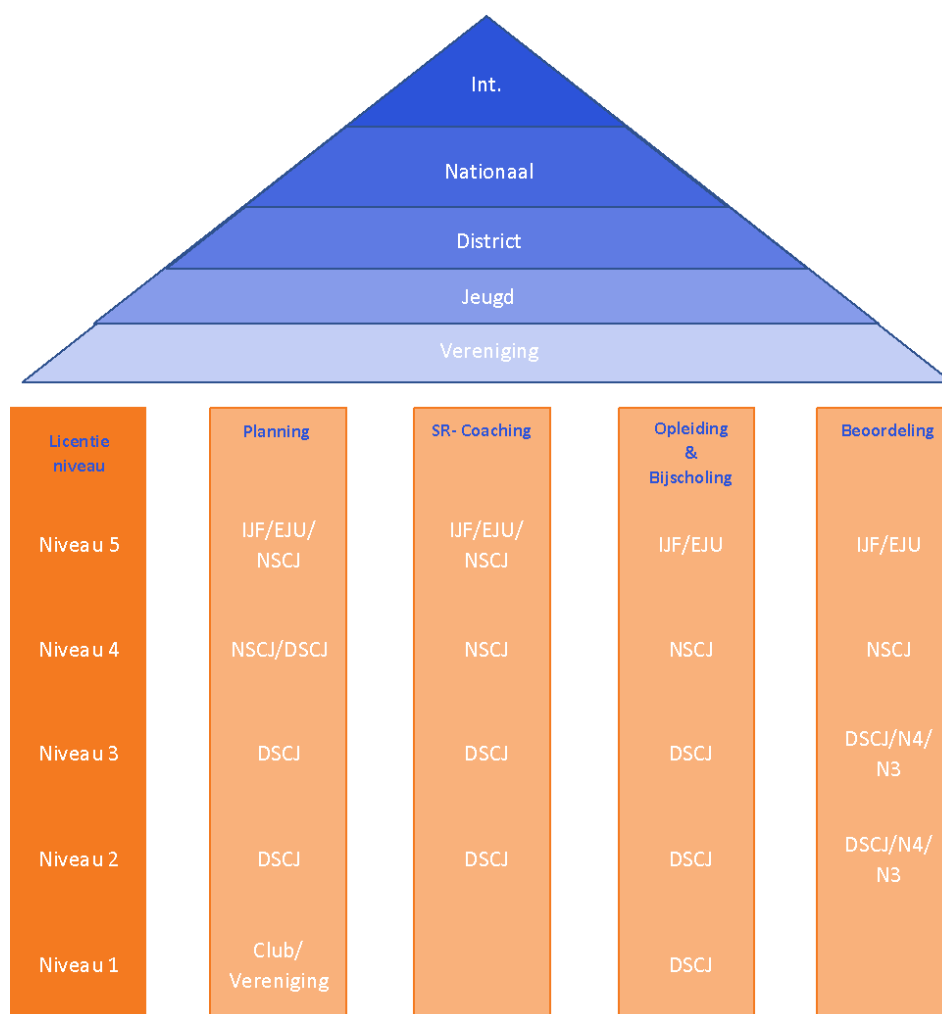 Int.
Nationaal
District
Jeugd
Vereniging
Licentie
niveau
Planning
SR- Coaching
Opleiding
&
Bijscholing
Beoordeling
Niveau 5
IJF/EJU/
NSCJ
IJF/EJU/
NSCJ
IJF/EJU
IJF/EJU
Niveau 4
NSCJ/DSCJ
NSCJ
NSCJ
NSCJ
Niveau 3
DSCJ
DSCJ
DSCJ
DSCJ/N4/
N3
Niveau 2
DSCJ
DSCJ
DSCJ
DSCJ/N4/
N3
Niveau 1
Club/
Vereniging
DSCJ